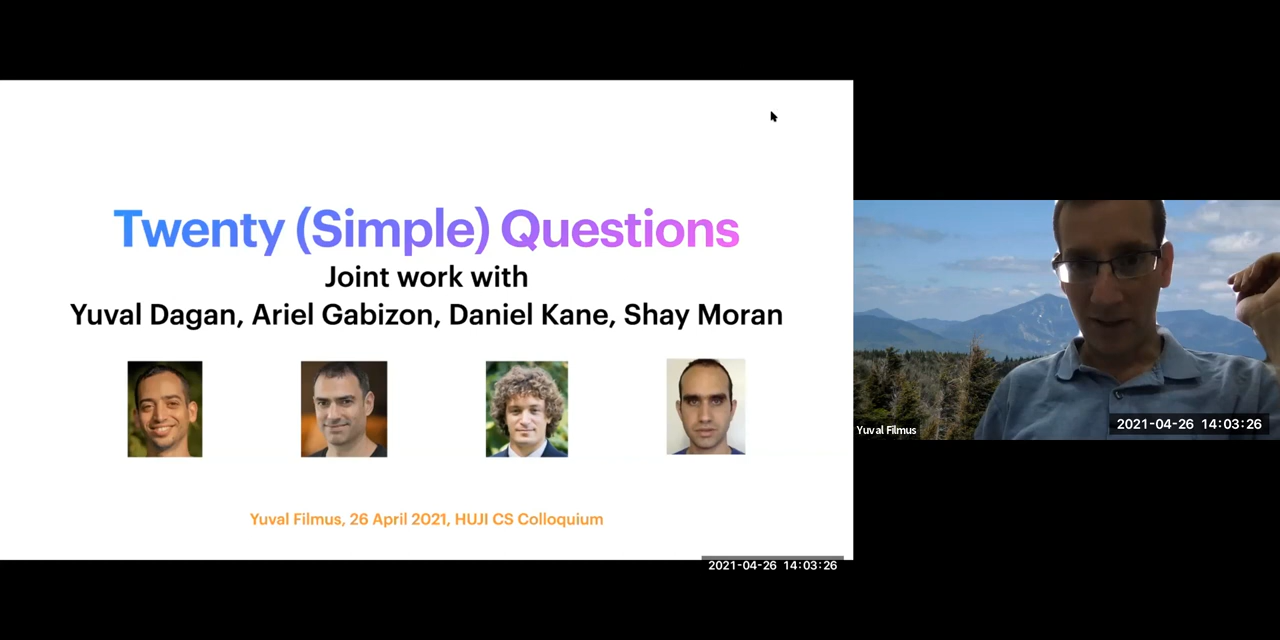 Twenty (Simple) Questions
Joint work with
Yuval Dagan, Ariel Gabizon, Daniel Kane, Shay Moran
Yuval Filmus, 26 April 2021, HUJI CS Colloquium
2021-04-26 14:03:26
Yuval Filmus
2021-04-26 14:03:26